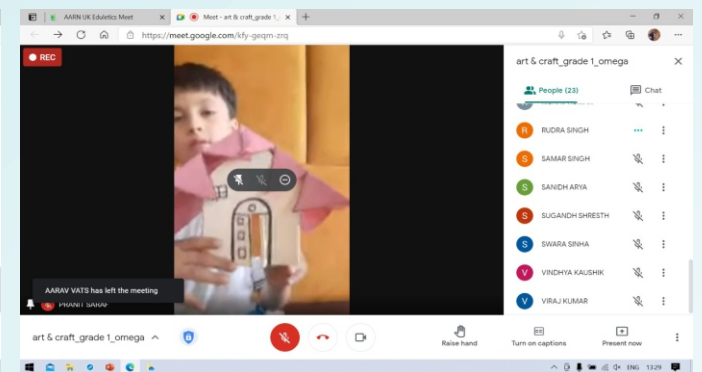 AARN UK Eduletics Meet
Meet - art & craft_grade 1_
https://meet.google.com/kfy-geqm-zrq
REC
art & craft_grade 1_omega
People (23)
Chat
RUDRA SINGH
SAMAR SINGH
SANIDH ARYA
SUGANDH SHRESTH
SWARA SINHA
VINDHYA KAUSHIK
VIRAJ KUMAR
AARAV VATS has left the meeting
PRANIT SARAF
art & craft_grade 1_omega
Raise hand
Turn on captions
Present now
ENG 13:29